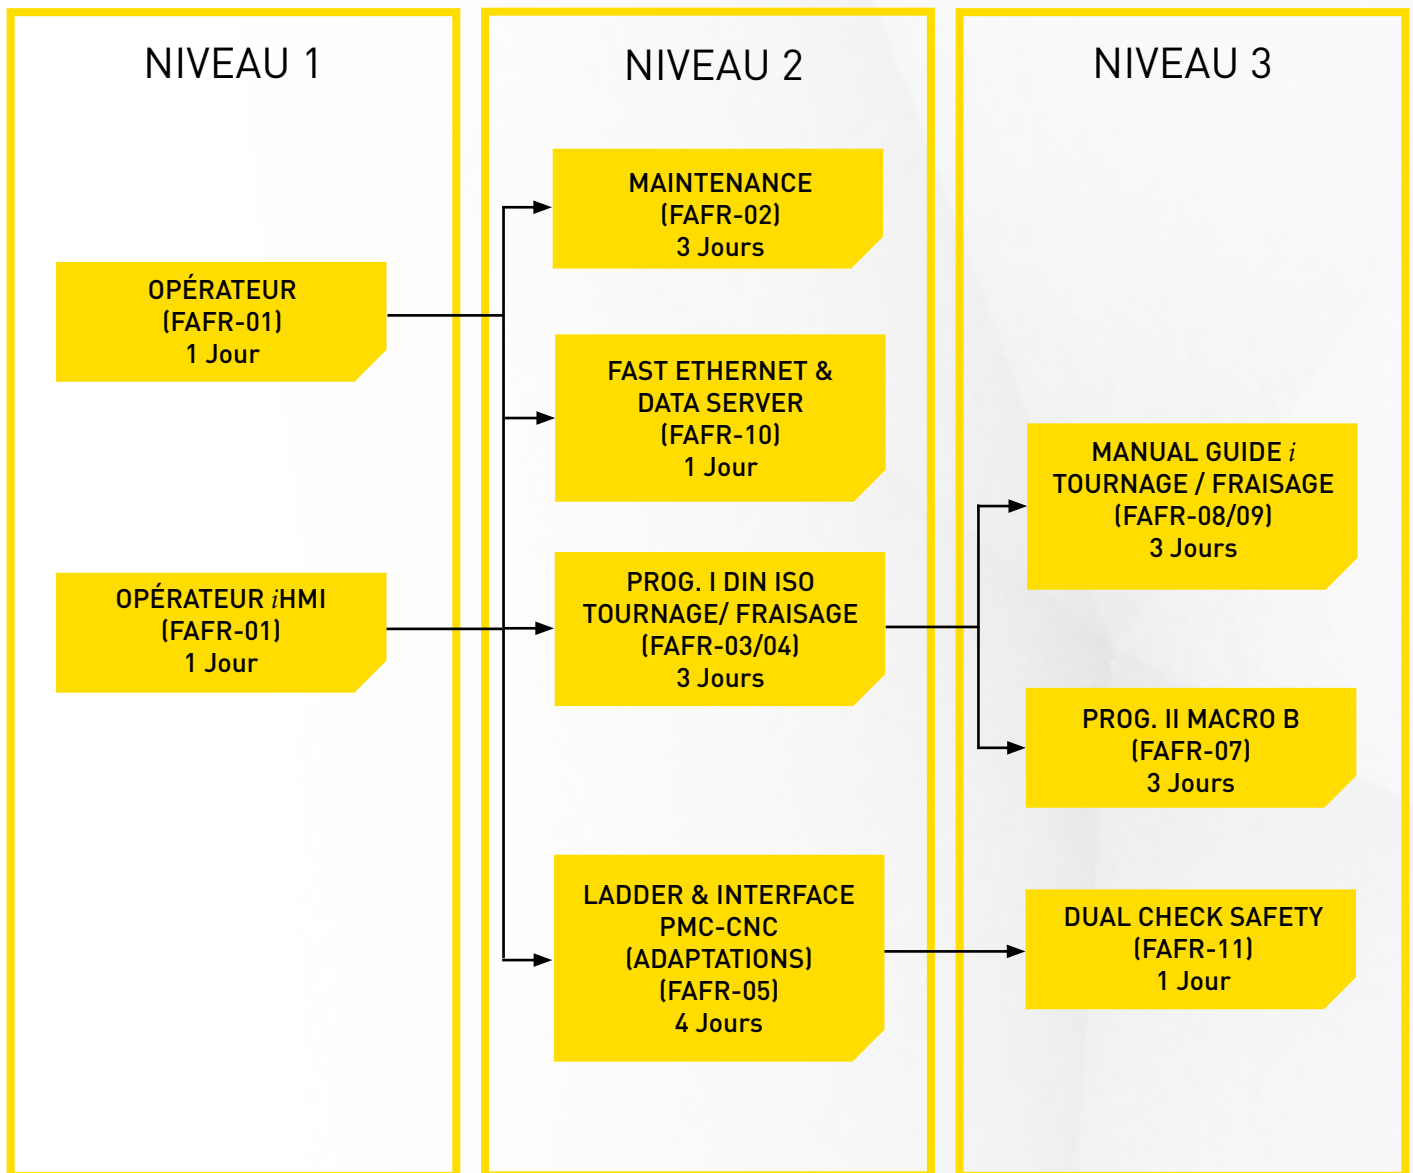 NIVEAU 1
OPÉRATEUR
(FAFR-01)
1 Jour
OPÉRATEUR iHMI
(FAFR-01)
1 Jour
NIVEAU 2
MAINTENANCE
(FAFR-02)
3 Jours
FAST ETHERNET &
DATA SERVER
(FAFR-10)
1 Jour
PROG. I DIN ISO
TOURNAGE/ FRAISAGE
(FAFR-03/04)
3 Jours
LADDER & INTERFACE
PMC-CNC
(ADAPTATIONS)
(FAFR-05)
4 Jours
NIVEAU 3
MANUAL GUIDE i
TOURNAGE / FRAISAGE
(FAFR-08/09)
3 Jours
PROG. II MACRO B
(FAFR-07)
3 Jours
DUAL CHECK SAFETY
(FAFR-11)
1 Jour